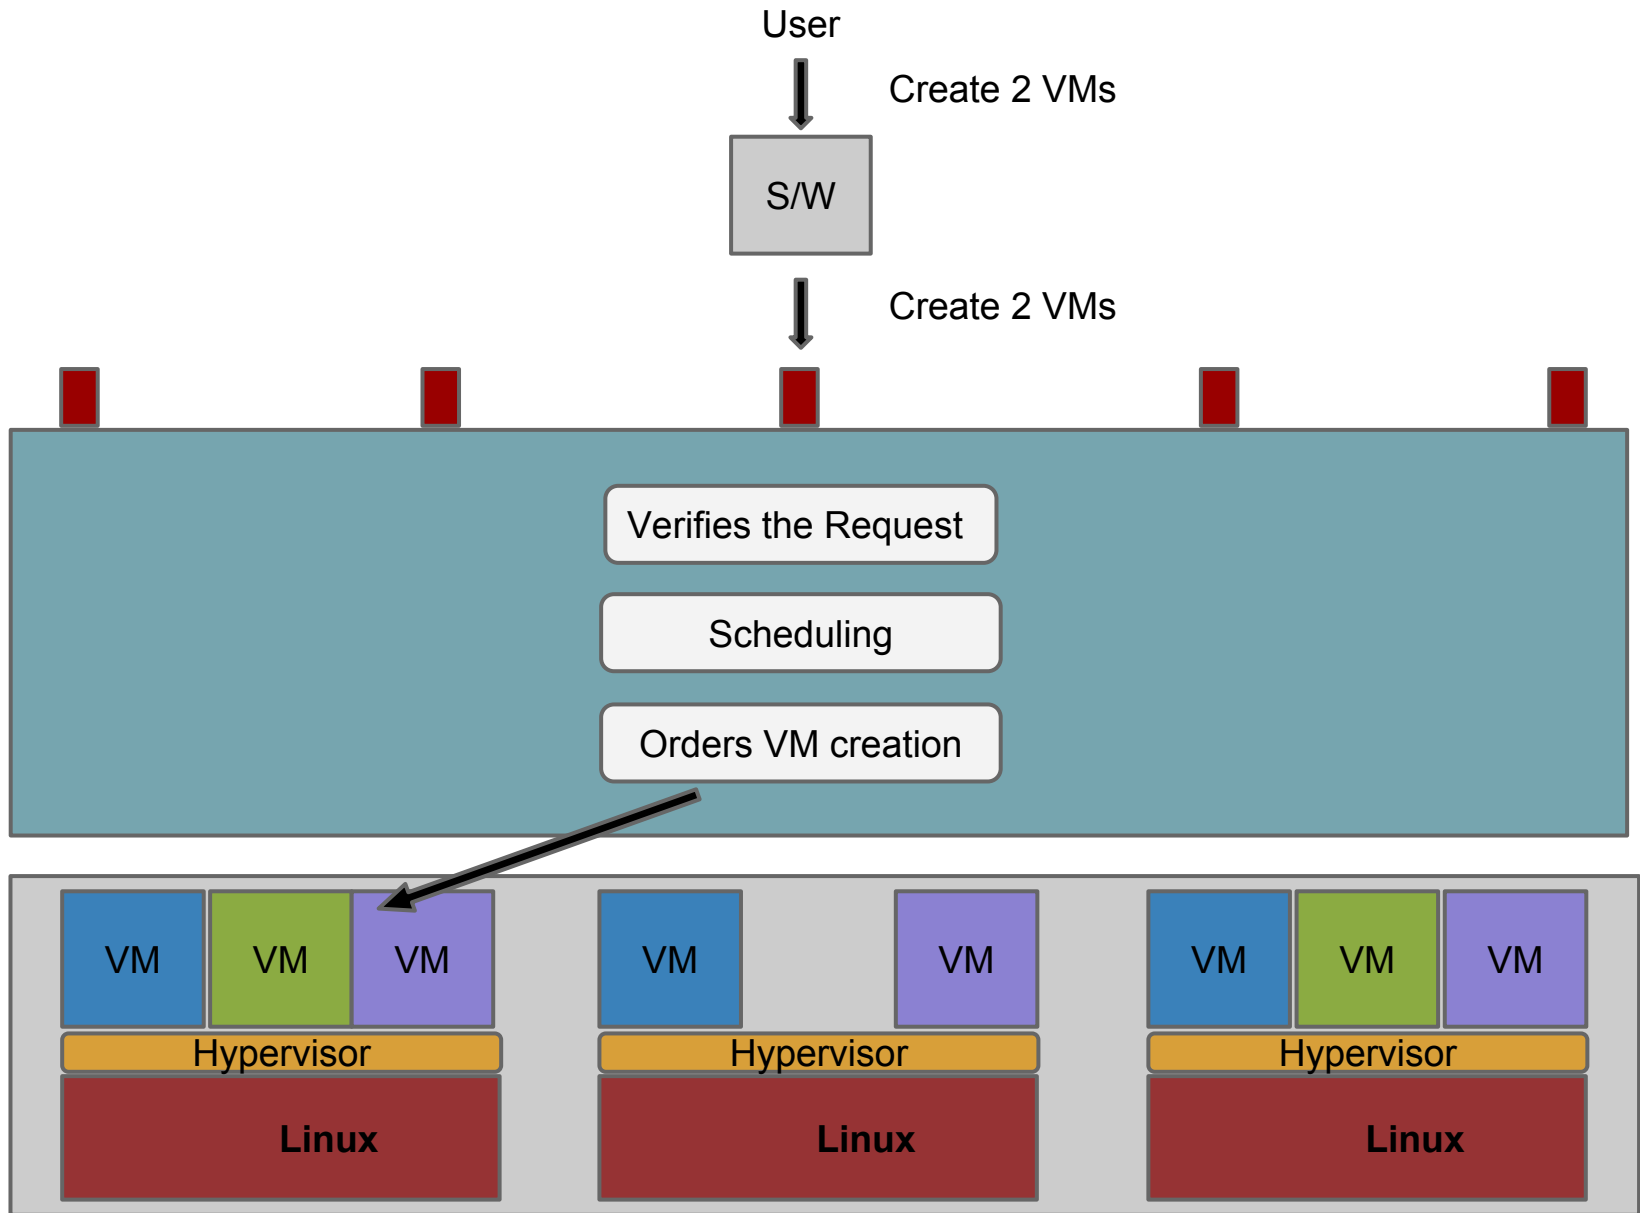 User
Create 2 VMs
S/W
Create 2 VMs
Verifies the Request
Scheduling
Orders VM creation
VM VM VM VM VM VM VM VM
Hypervisor Hypervisor Hypervisor
Linux Linux Linux